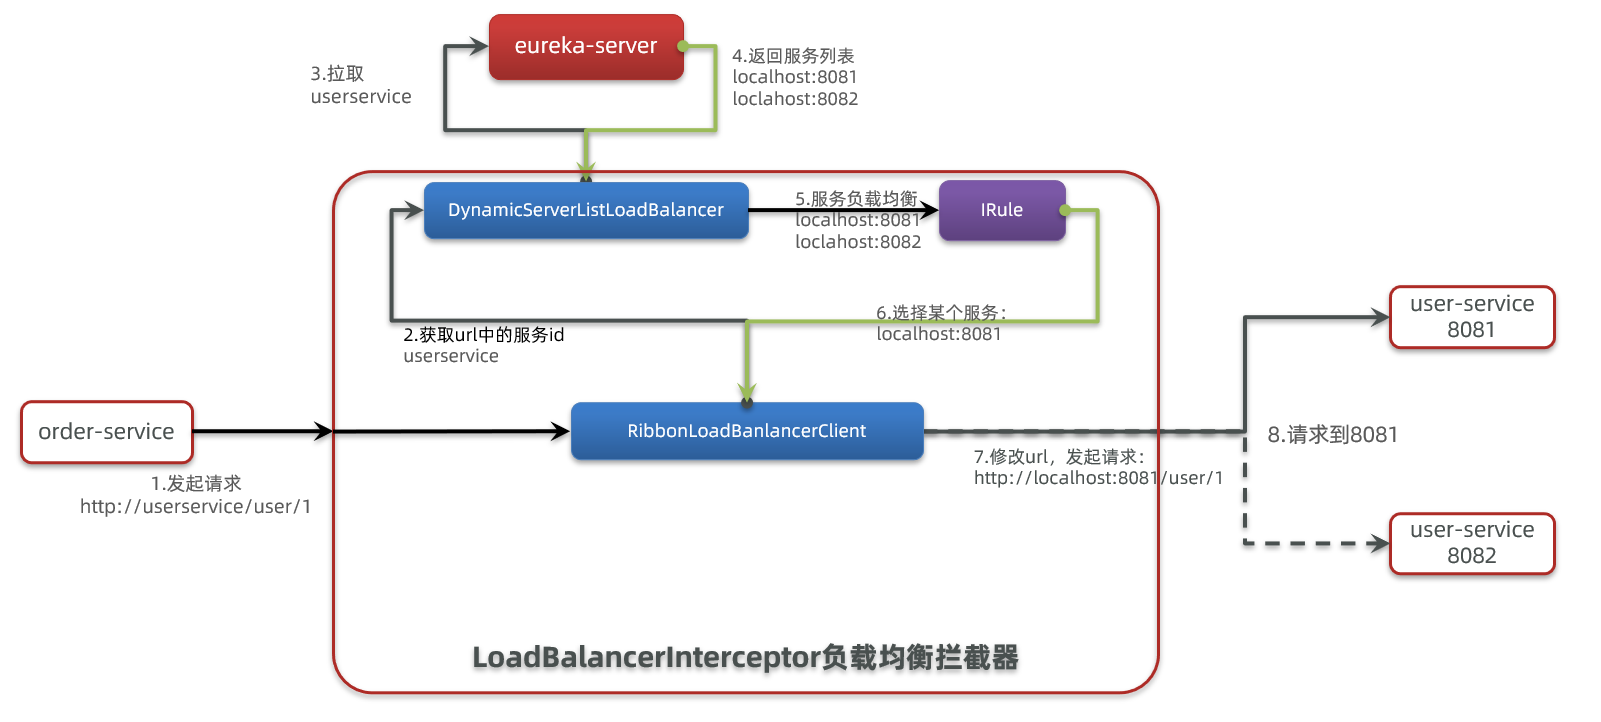 eureka-server
3.拉取
userservice
4.返回服务列表
localhost:8081
loclahost:8082
DynamicServerListLoadBalancer
5.服务负载均衡
localhost:8081
loclahost:8082
IRule
2.获取url中的服务id
userservice
6.选择某个服务：
localhost:8081
user-service
8081
order-service
1.发起请求
http://userservice/user/1
RibbonLoadBanlancerClient
7.修改url，发起请求：
http://localhost:8081/user/1
8.请求到8081
user-service
8082
LoadBalancerInterceptor负载均衡拦截器